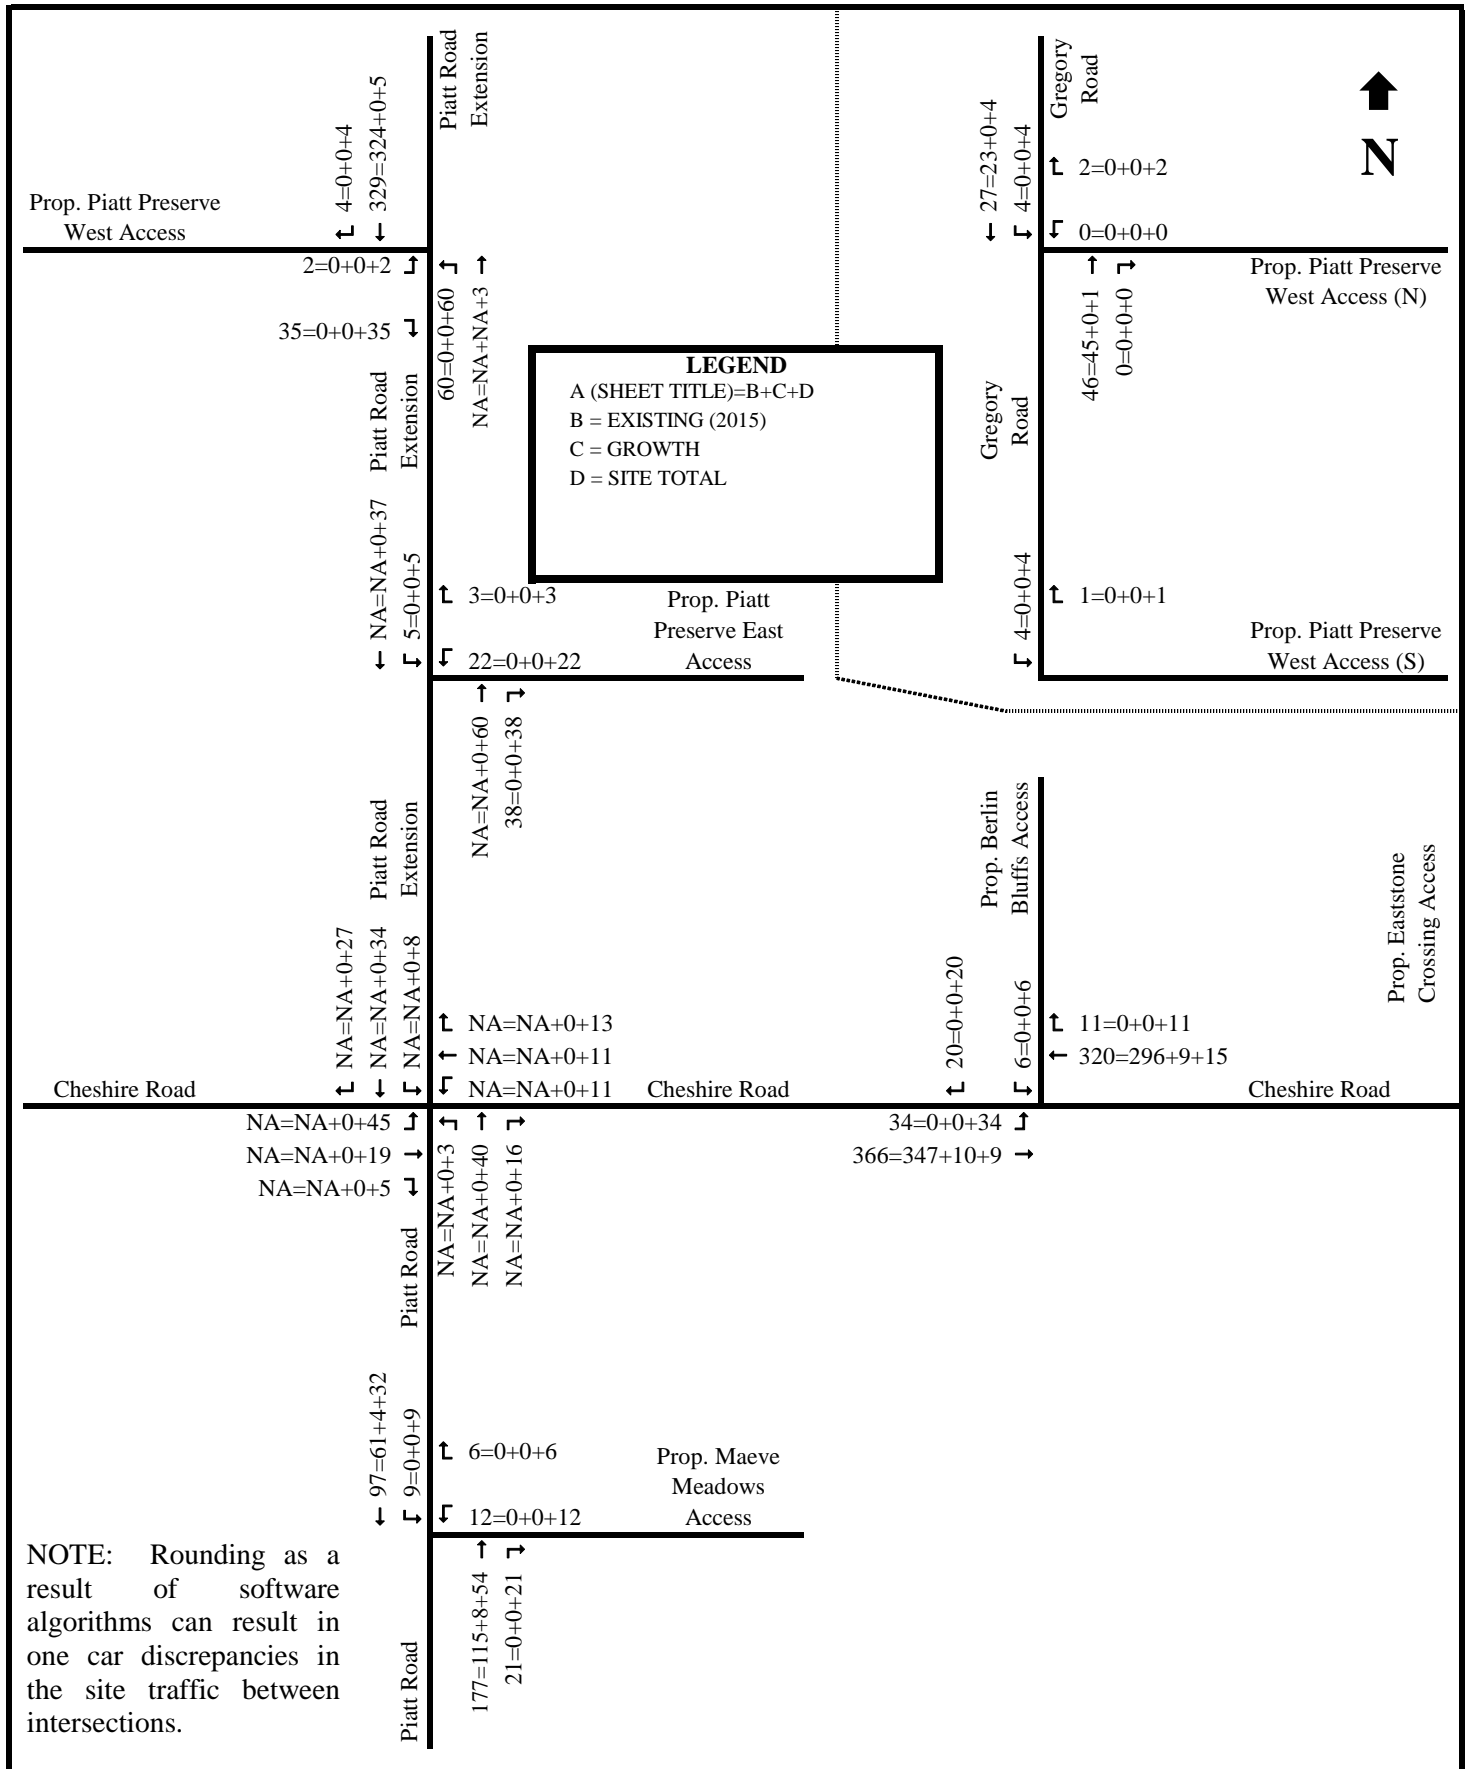 Piatt Road
Extension
4=0+0+4
329=324+0+5
Prop. Piatt Preserve
West Access
2=0+0+2
35=0+0+35
60=0+0+60
NA=NA+NA+3
Piatt Road
Extension
Gregory
Road
27=23+0+4
4=0+0+4
2=0+0+2
0=0+0+0
N
Prop. Piatt Preserve
West Access (N)
46=45+0+1
0=0+0+0
LEGEND
A (SHEET TITLE)=B+C+D
B = EXISTING (2015)
C = GROWTH
D = SITE TOTAL
Gregory
Road
NA=NA+0+37
5=0+0+5
3=0+0+3
22=0+0+22
Prop. Piatt
Preserve East
Access
NA=NA+0+60
38=0+0+38
4=0+0+4
1=0+0+1
Prop. Piatt Preserve
West Access (S)
Piatt Road
Extension
NA=NA+0+27
NA=NA+0+34
NA=NA+0+8
NA=NA+0+13
NA=NA+0+11
NA=NA+0+11
Cheshire Road
Cheshire Road
NA=NA+0+45
NA=NA+0+19
NA=NA+0+5
NA=NA+0+3
NA=NA+0+40
NA=NA+0+16
Prop. Berlin
Bluffs Access
20=0+0+20
6=0+0+6
11=0+0+11
320=296+9+15
Prop. Eaststone
Crossing Access
Cheshire Road
34=0+0+34
366=347+10+9
Piatt Road
97=61+4+32
9=0+0+9
6=0+0+6
12=0+0+12
Prop. Maeve
Meadows
Access
177=115+8+54
21=0+0+21
Piatt Road
NOTE: Rounding as a
result of software
algorithms can result in
one car discrepancies in
the site traffic between
intersections.